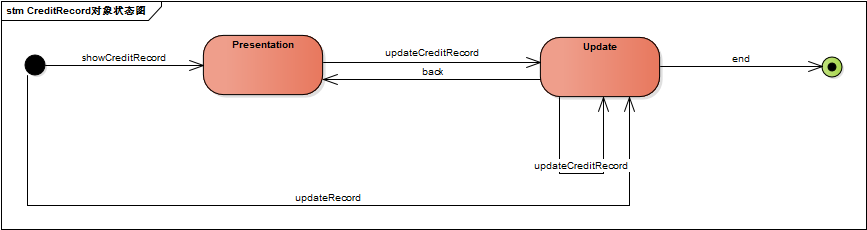 stm CreditRecord对象状态图
Presentation
Update
showCreditRecord
updateCreditRecord
end
back
updateCreditRecord
updateRecord